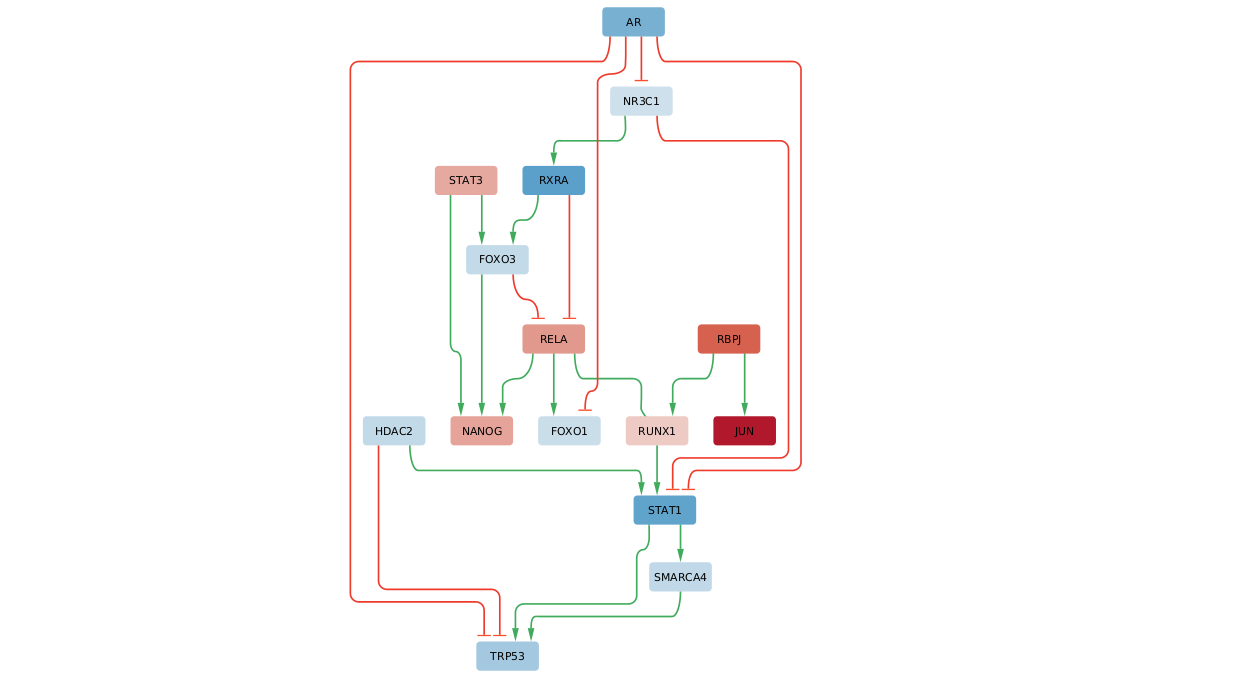 AR
NR3C1
STAT3
RXRA
FOXO3
RELA
RBPJ
HDAC2
NANOG
FOXO1
RUNX1
JUN
STAT1
SMARCA4
TRP53